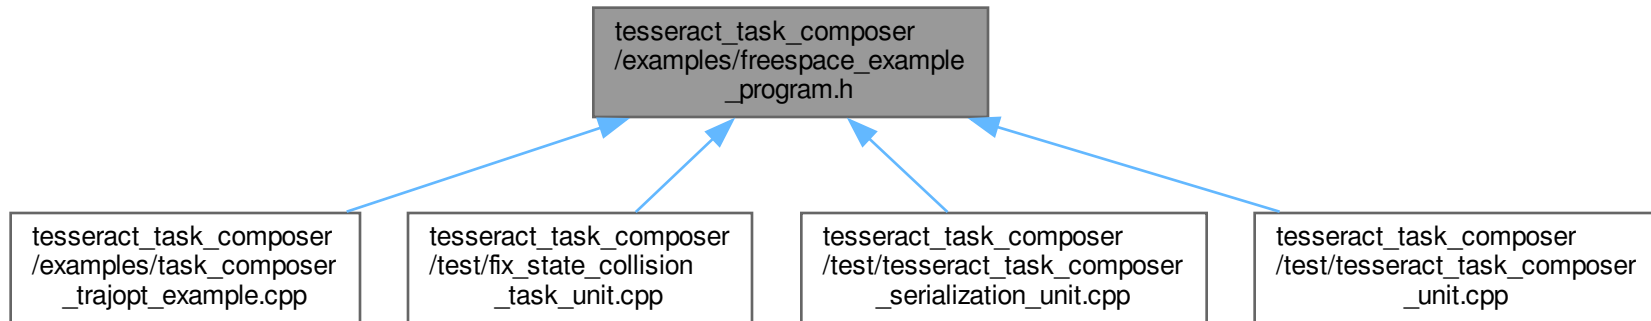 tesseract_task_composer
/examples/freespace_example
_program.h
tesseract_task_composer
/examples/task_composer
_trajopt_example.cpp
tesseract_task_composer
/test/fix_state_collision
_task_unit.cpp
tesseract_task_composer
/test/tesseract_task_composer
_serialization_unit.cpp
tesseract_task_composer
/test/tesseract_task_composer
_unit.cpp